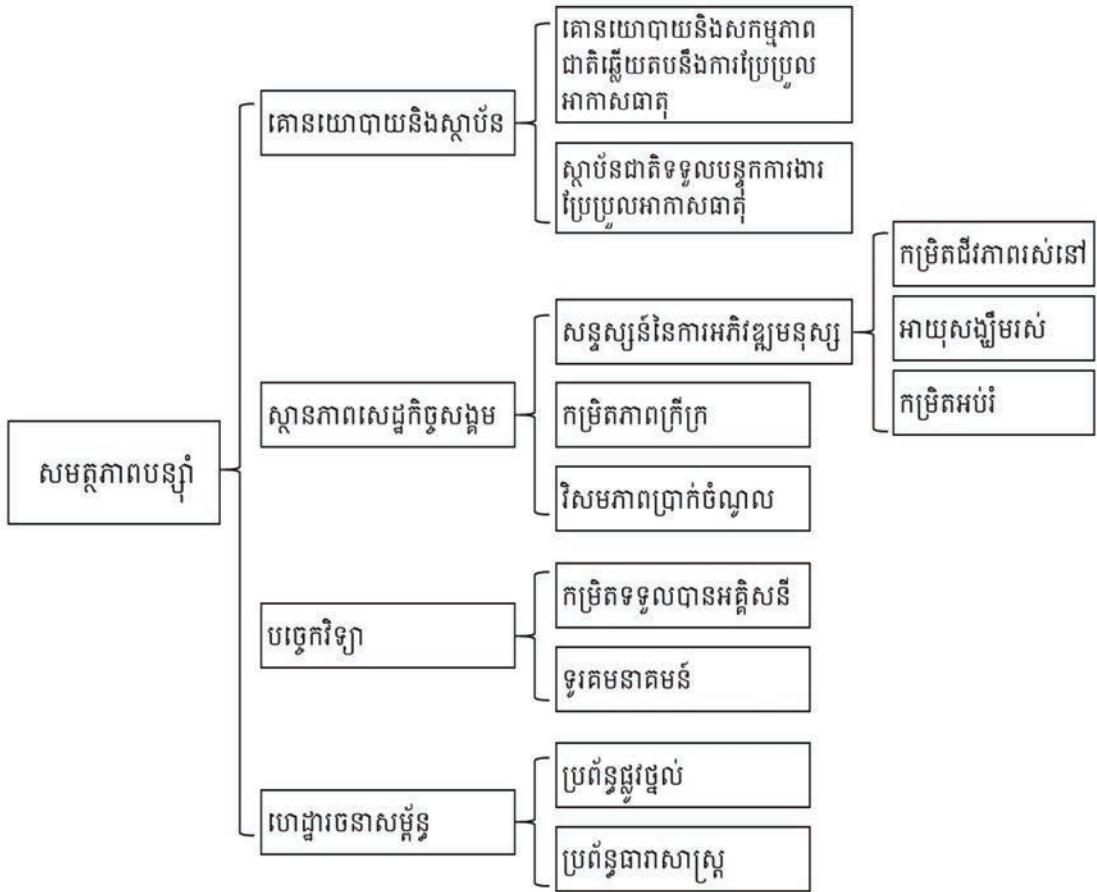 គោនយោបាយនិងសកម្មភាព
ជាតិឆ្លើយតបនឹងការប្រែប្រួល
អាកាសធាតុ
គោនយោបាយនិងស្ថាប័ន
ស្ថាប័នជាតិទទួលបន្ទុកការងារ
ប្រែប្រួលអាកាសធាតុ
កម្រិតជីវភាពរស់នៅ
សន្ទស្សន៍នៃការអភិវឌ្ឍមនុស្ស
អាយុសង្ឃឹមរស់
កម្រិតអប់រំ
ស្ថានភាពសេដ្ឋកិច្ចសង្គម
កម្រិតភាពក្រីក្រ
វិសមភាពប្រាក់ចំណូល
សមត្ថភាពបន្ស៊ាំ
កម្រិតទទួលបានអគ្គិសនី
បច្ចេកវិទ្យា
ទូរគមនាគមន៍
ប្រព័ន្ធផ្លូវថ្នល់
ហេដ្ឋារចនាសម្ព័ន្ធ
ប្រព័ន្ធធារាសាស្ត្រ